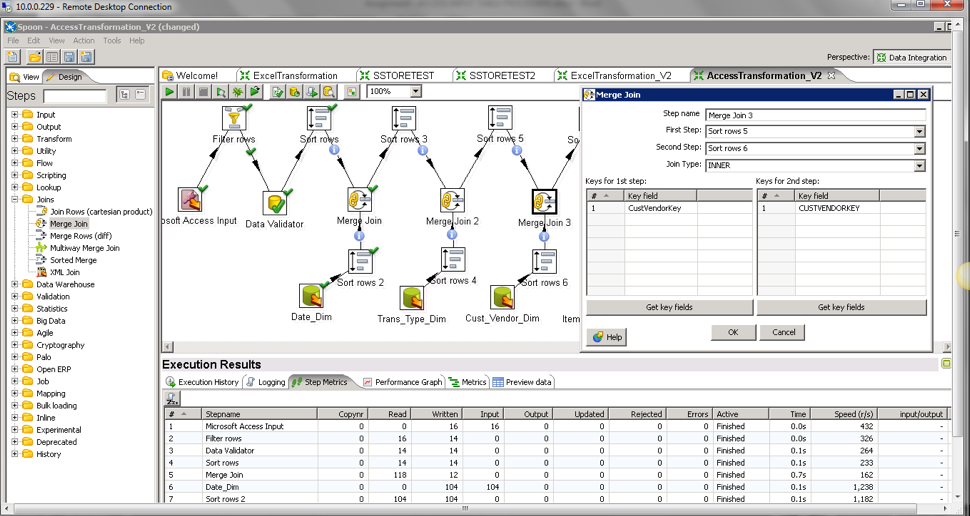 10.0.0.229 - Remote Desktop Connection
Spoon - AccessTransformation_V2 (changed)
File Edit View Action Tools Help
Perspective: Data Integration
View Design
Welcome! ExcelTransformation SSTORETEST SSTORETEST2 ExcelTransformation_V2 AccessTransformation_V2
Steps
100%
Input
Output
Transform
Utility
Flow
Scripting
Lookup
Joins
Join Rows (cartesian product)
Merge Join
Merge Rows (diff)
Multiway Merge Join
Sorted Merge
XML Join
Data Warehouse
Validation
Statistics
Big Data
Agile
Cryptography
Palo
Open ERP
Job
Mapping
Bulk loading
Inline
Experimental
Deprecated
History
Filter rows Sort rows Sort rows 3 Sort rows 5 So
osoft Access Input Data Validator Merge Join Merge Join 2 Merge Join 3
Sort rows 2 Sort rows 4 Sort rows 6
Date_Dim Trans_Type_Dim Cust_Vendor_Dim Item
Merge Join
Step name Merge Join 3
First Step: Sort rows 5
Second Step: Sort rows 6
Join Type: INNER
Keys for 1st step: Keys for 2nd step:
# Key field # Key field
1 CustVendorKey 1 CUSTVENDORKEY
Get key fields Get key fields
Help OK Cancel
Execution Results
Execution History Logging Step Metrics Performance Graph Metrics Preview data
# Stepname Copynr Read Written Input Output Updated Rejected Errors Active Time Speed (r/s) input/output
1 Microsoft Access Input 0 0 16 16 0 0 0 0 Finished 0.0s 432 -
2 Filter rows 0 16 14 0 0 0 0 0 Finished 0.0s 326 -
3 Data Validator 0 14 14 0 0 0 0 0 Finished 0.1s 264 -
4 Sort rows 0 14 14 0 0 0 0 0 Finished 0.1s 233 -
5 Merge Join 0 118 12 0 0 0 0 0 Finished 0.7s 162 -
6 Date_Dim 0 0 104 104 0 0 0 0 Finished 0.1s 1,238 -
7 Sort rows 2 0 104 104 0 0 0 0 0 Finished 0.1s 1,182 -